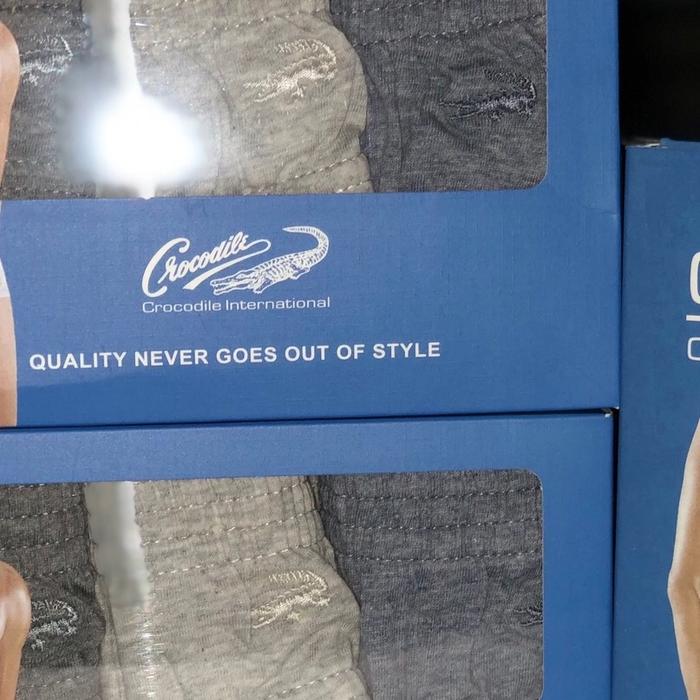 Crocodile
Crocodile International
QUALITY NEVER GOES OUT OF STYLE